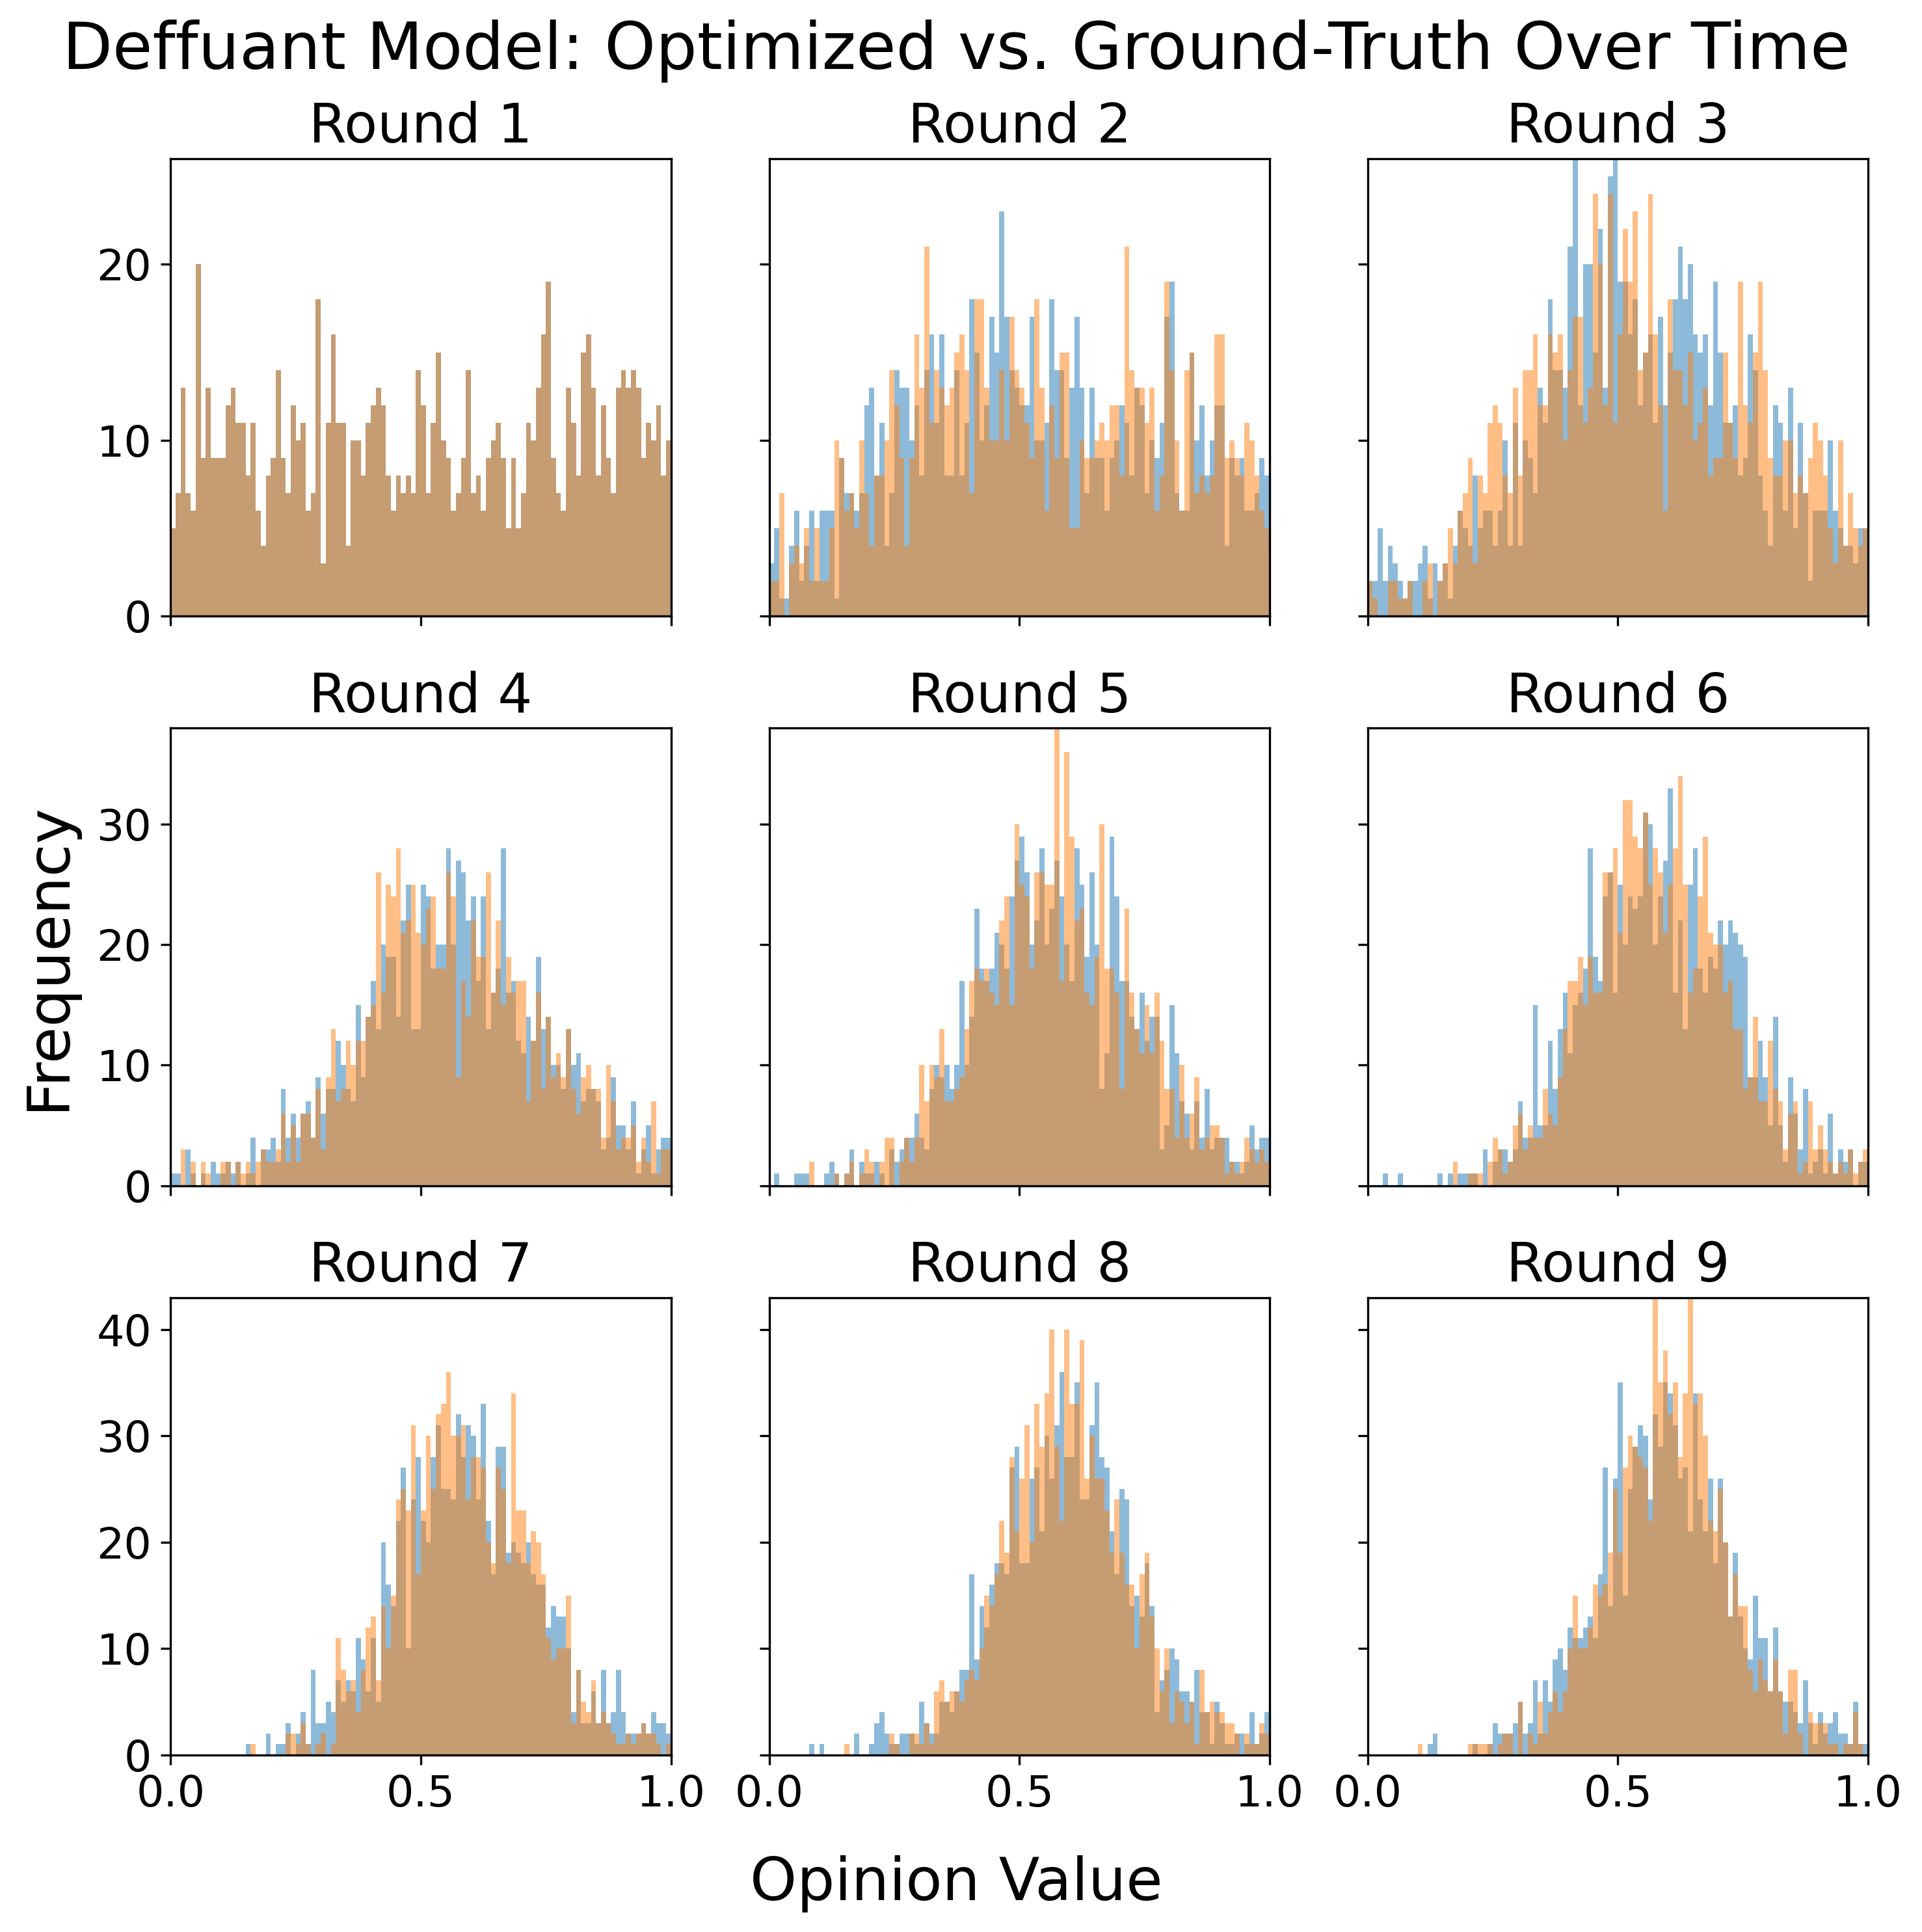 Deffuant Model: Optimized vs. Ground-Truth Over Time
Round 1
Round 2
Round 3
20
10
0
Round 4
Round 5
Round 6
Frequency
30
20
10
0
Round 7
Round 8
Round 9
40
30
20
10
0
0.0 0.5 1.0 0.0 0.5 1.0 0.0 0.5 1.0
Opinion Value